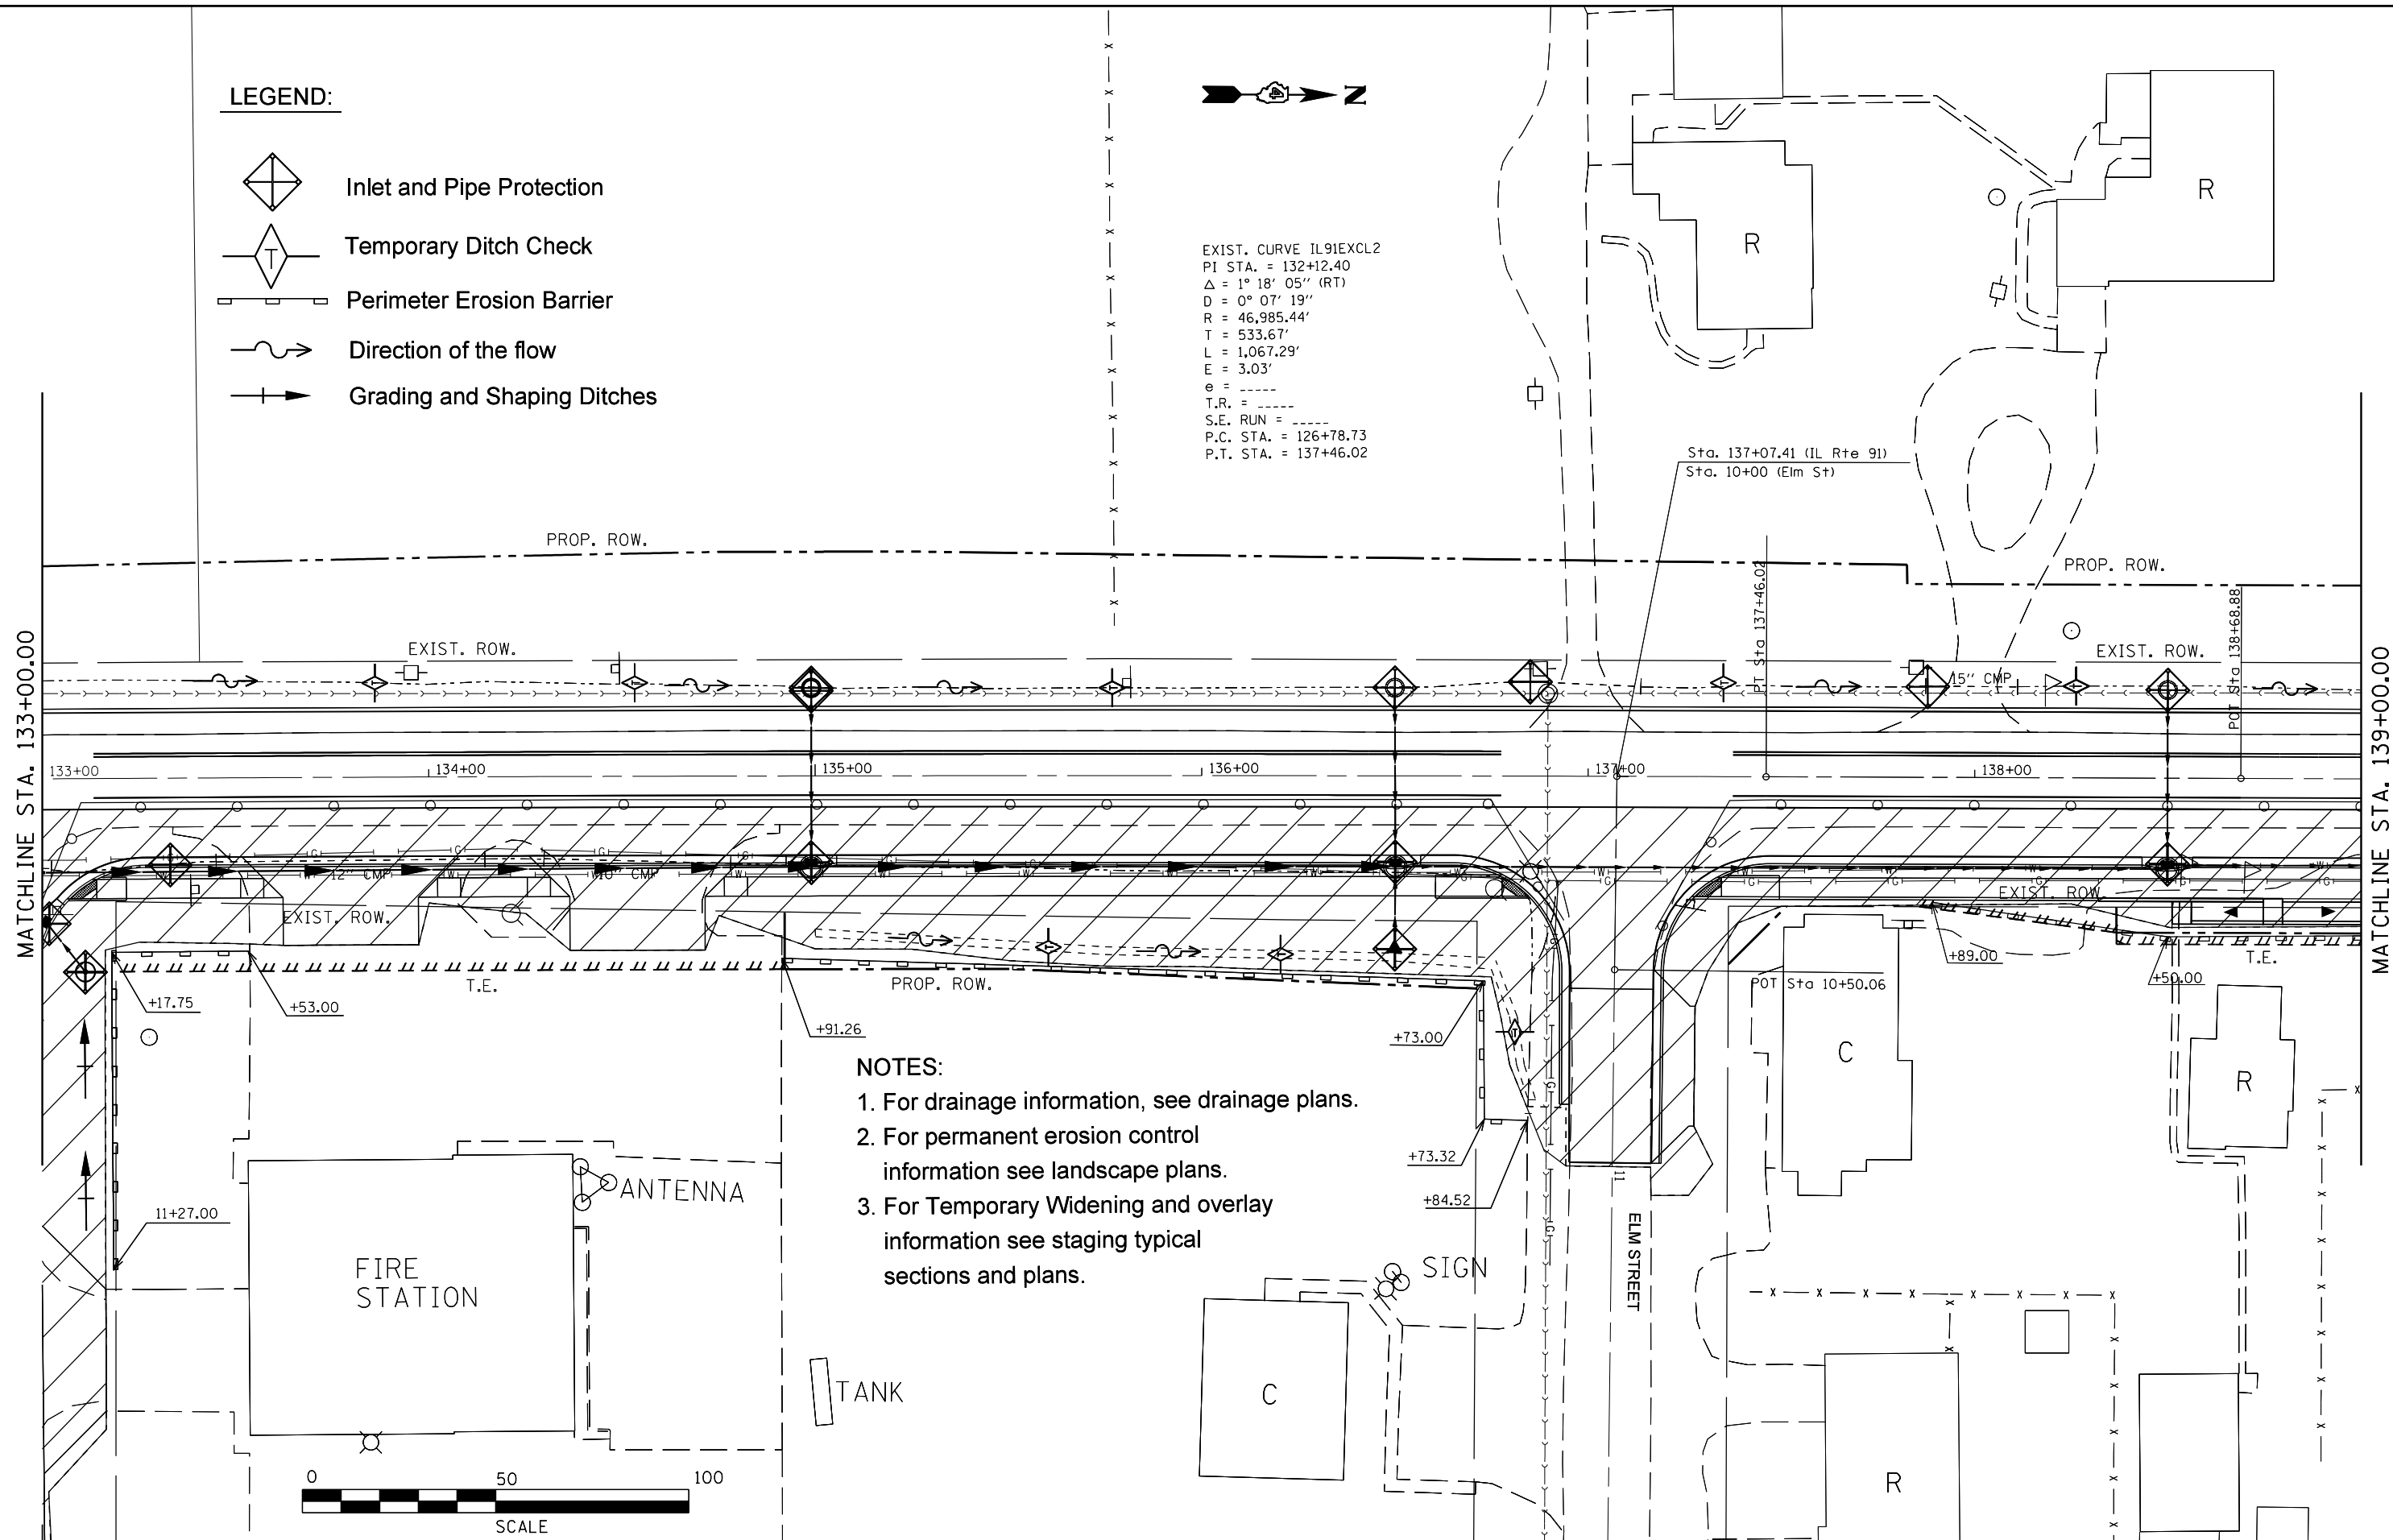 LEGEND:
Inlet and Pipe Protection
T
Temporary Ditch Check
Perimeter Erosion Barrier
Direction of the flow
Grading and Shaping Ditches
N
EXIST. CURVE IL91EXCL2
PI STA. = 132+12.40
Δ = 1° 18' 05'' (RT)
D = 0° 07' 19''
R = 46,985.44'
T = 533.67'
L = 1,067.29'
E = 3.03'
e = _____
T.R. = _____
S.E. RUN = _____
P.C. STA. = 126+78.73
P.T. STA. = 137+46.02
R
R
Sta. 137+07.41 (IL Rte 91)
Sta. 10+00 (Elm St)
PROP. ROW.
PROP. ROW.
EXIST. ROW.
EXIST. ROW.
PT Sta 137+46.02
POT Sta 138+68.88
15'' CMP
MATCHLINE STA. 133+00.00
MATCHLINE STA. 139+00.00
133+00
134+00
135+00
136+00
137+00
138+00
12'' CMP
CMP
EXIST. ROW.
EXIST. ROW.
T.E.
PROP. ROW.
T.E.
+17.75
+53.00
+91.26
+73.00
+89.00
+50.00
POT Sta 10+50.06
+73.32
+84.52
11+27.00
11
C
R
NOTES:
1. For drainage information, see drainage plans.
2. For permanent erosion control
information see landscape plans.
3. For Temporary Widening and overlay
information see staging typical
sections and plans.
ANTENNA
FIRE
STATION
SIGN
ELM STREET
TANK
C
R
0 50 100
SCALE